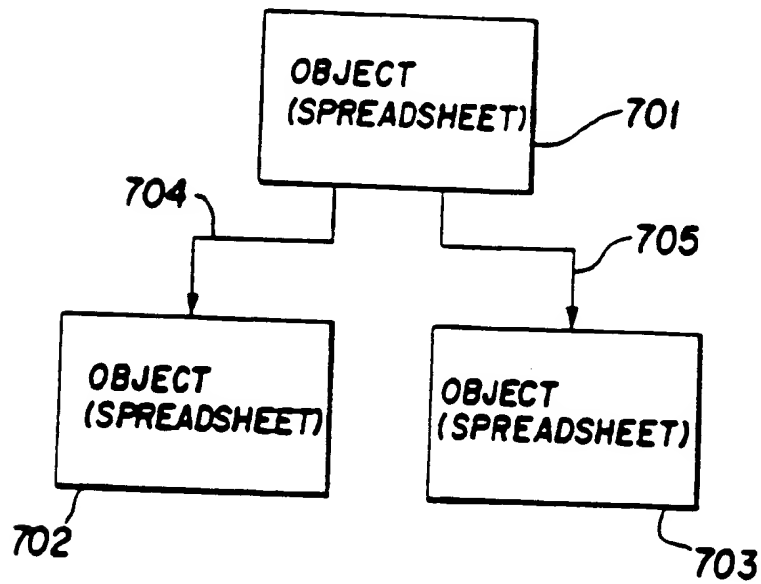 OBJECT
(SPREADSHEET)
701
704
705
OBJECT
(SPREADSHEET)
OBJECT
(SPREADSHEET)
702
703